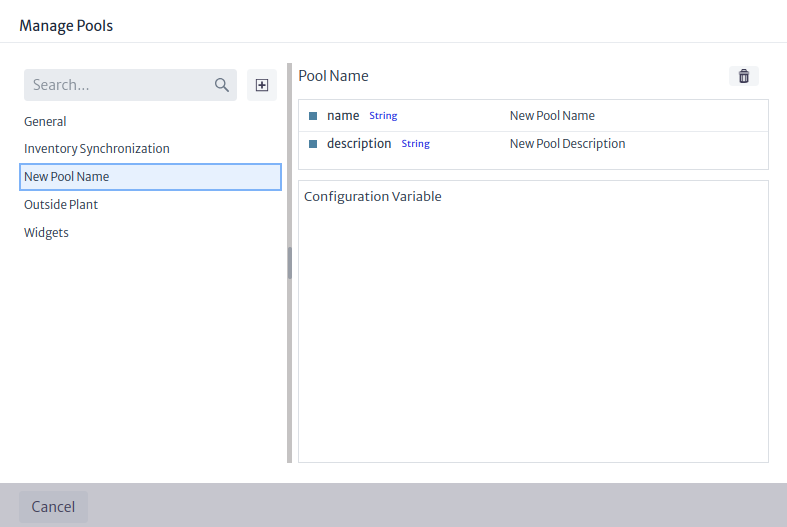 Manage Pools
Search...
General
Inventory Synchronization
New Pool Name
Outside Plant
Widgets
Pool Name
name String New Pool Name
description String New Pool Description
Configuration Variable
Cancel